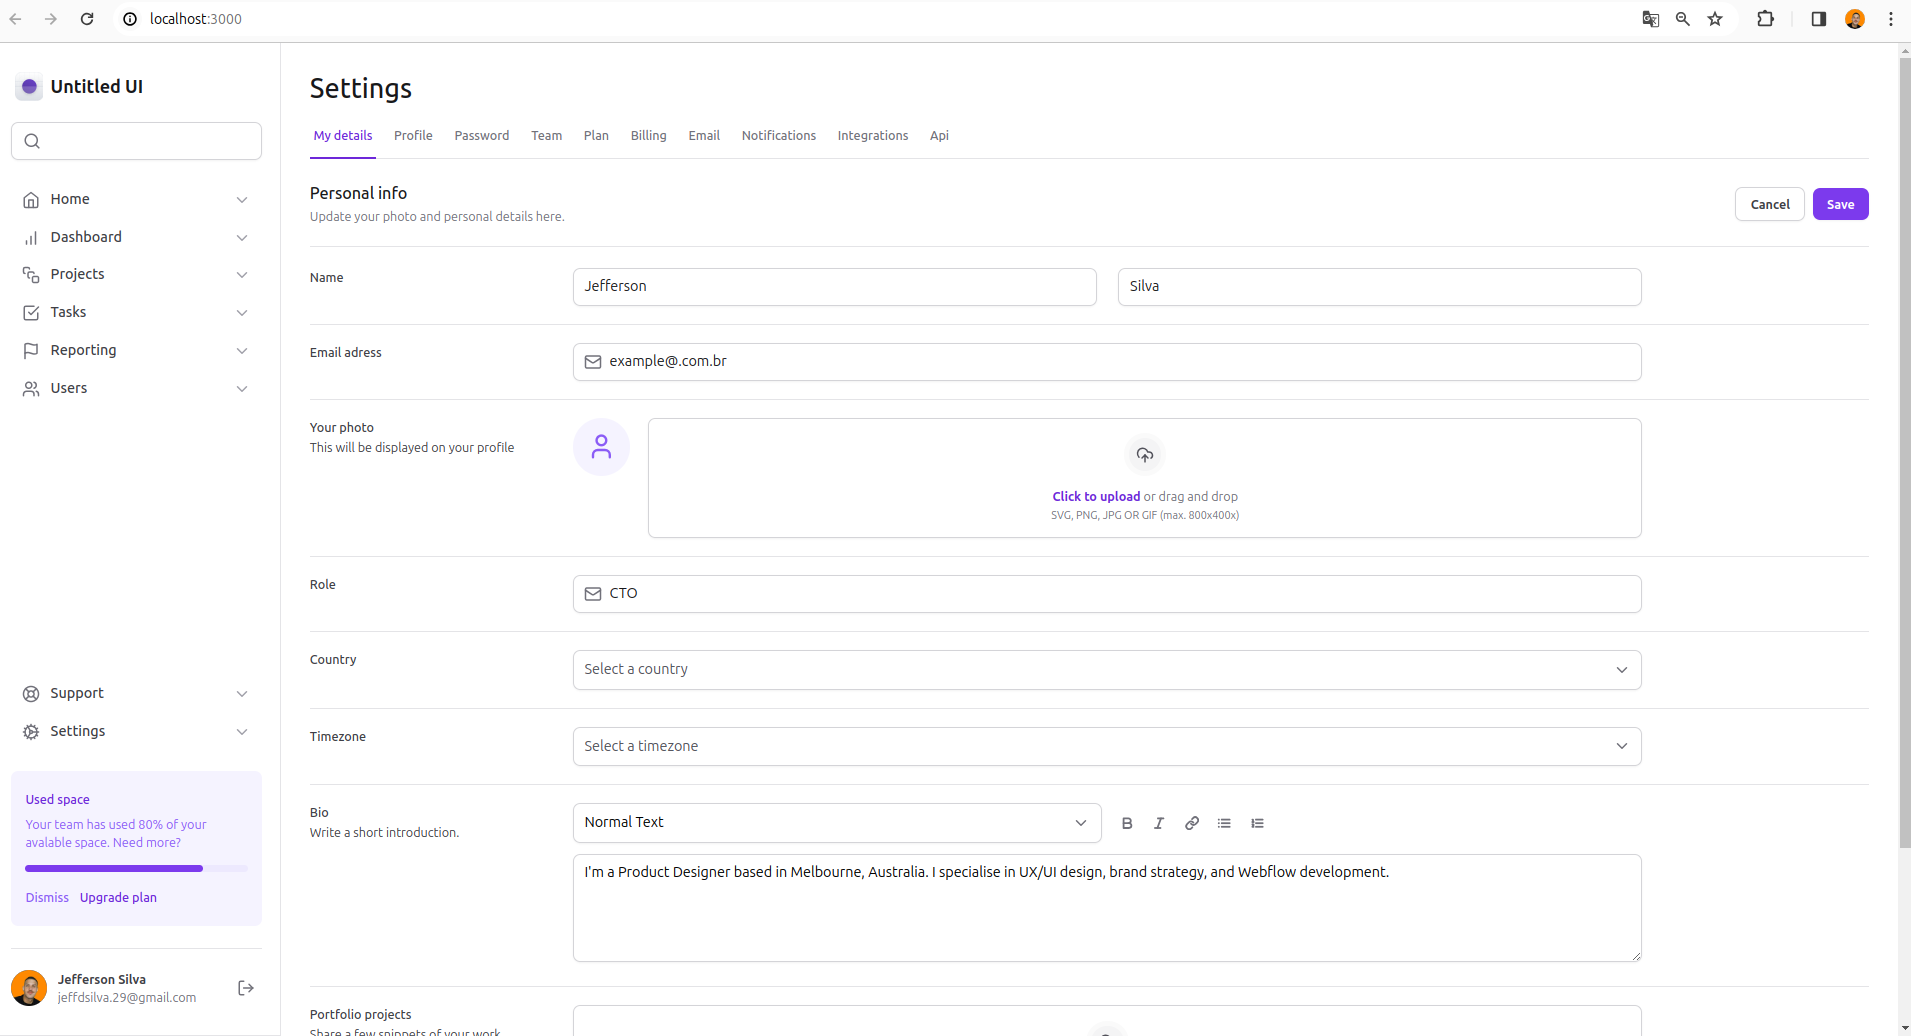 localhost:3000
Untitled UI
Home
Dashboard
Projects
Tasks
Reporting
Users
Support
Settings
Used space
Your team has used 80% of your
avalable space. Need more?
Dismiss Upgrade plan
Jefferson Silva
jeffdsilva.29@gmail.com
Settings
My details Profile Password Team Plan Billing Email Notifications Integrations Api
Personal info
Update your photo and personal details here.
Cancel Save
Name
Jefferson Silva
Email adress
example@.com.br
Your photo
This will be displayed on your profile
Click to upload or drag and drop
SVG, PNG, JPG OR GIF (max. 800x400x)
Role
CTO
Country
Select a country
Timezone
Select a timezone
Bio
Write a short introduction.
Normal Text
B I
I'm a Product Designer based in Melbourne, Australia. I specialise in UX/UI design, brand strategy, and Webflow development.
Portfolio projects
Share a few snippets of your work